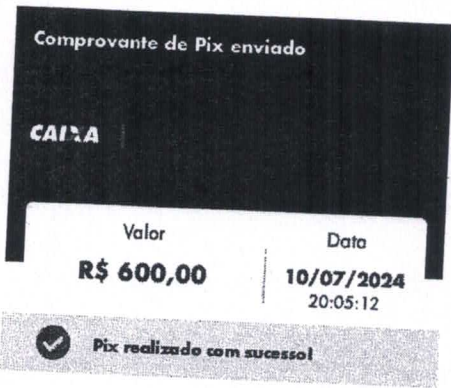 Comprovante de Pix enviado
CAIXA
Valor
R$ 600,00
Data
10/07/2024
20:05:12
Pix realizado com sucesso!